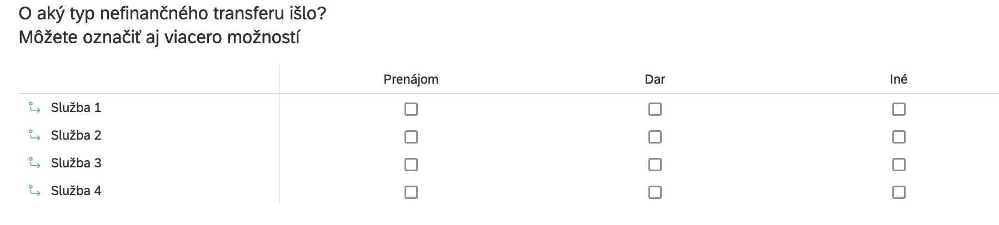 O aký typ nefinančného transferu išlo?
Môžete označiť aj viacero možností
Prenájom Dar Iné
Služba 1
Služba 2
Služba 3
Služba 4